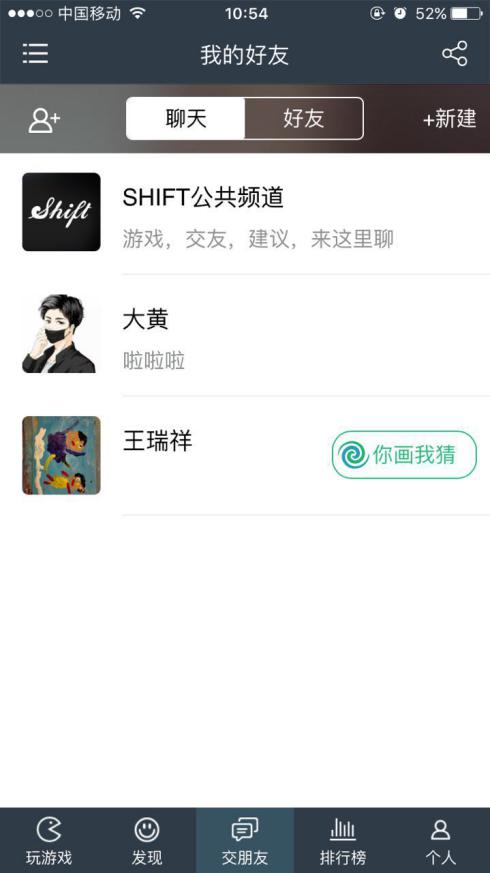 中国移动
10:54
52%
我的好友
聊天
好友
+新建
Shift
SHIFT公共频道
游戏，交友，建议，来这里聊
大黄
啦啦啦
王瑞祥
你画我猜
玩游戏
发现
交朋友
排行榜
个人